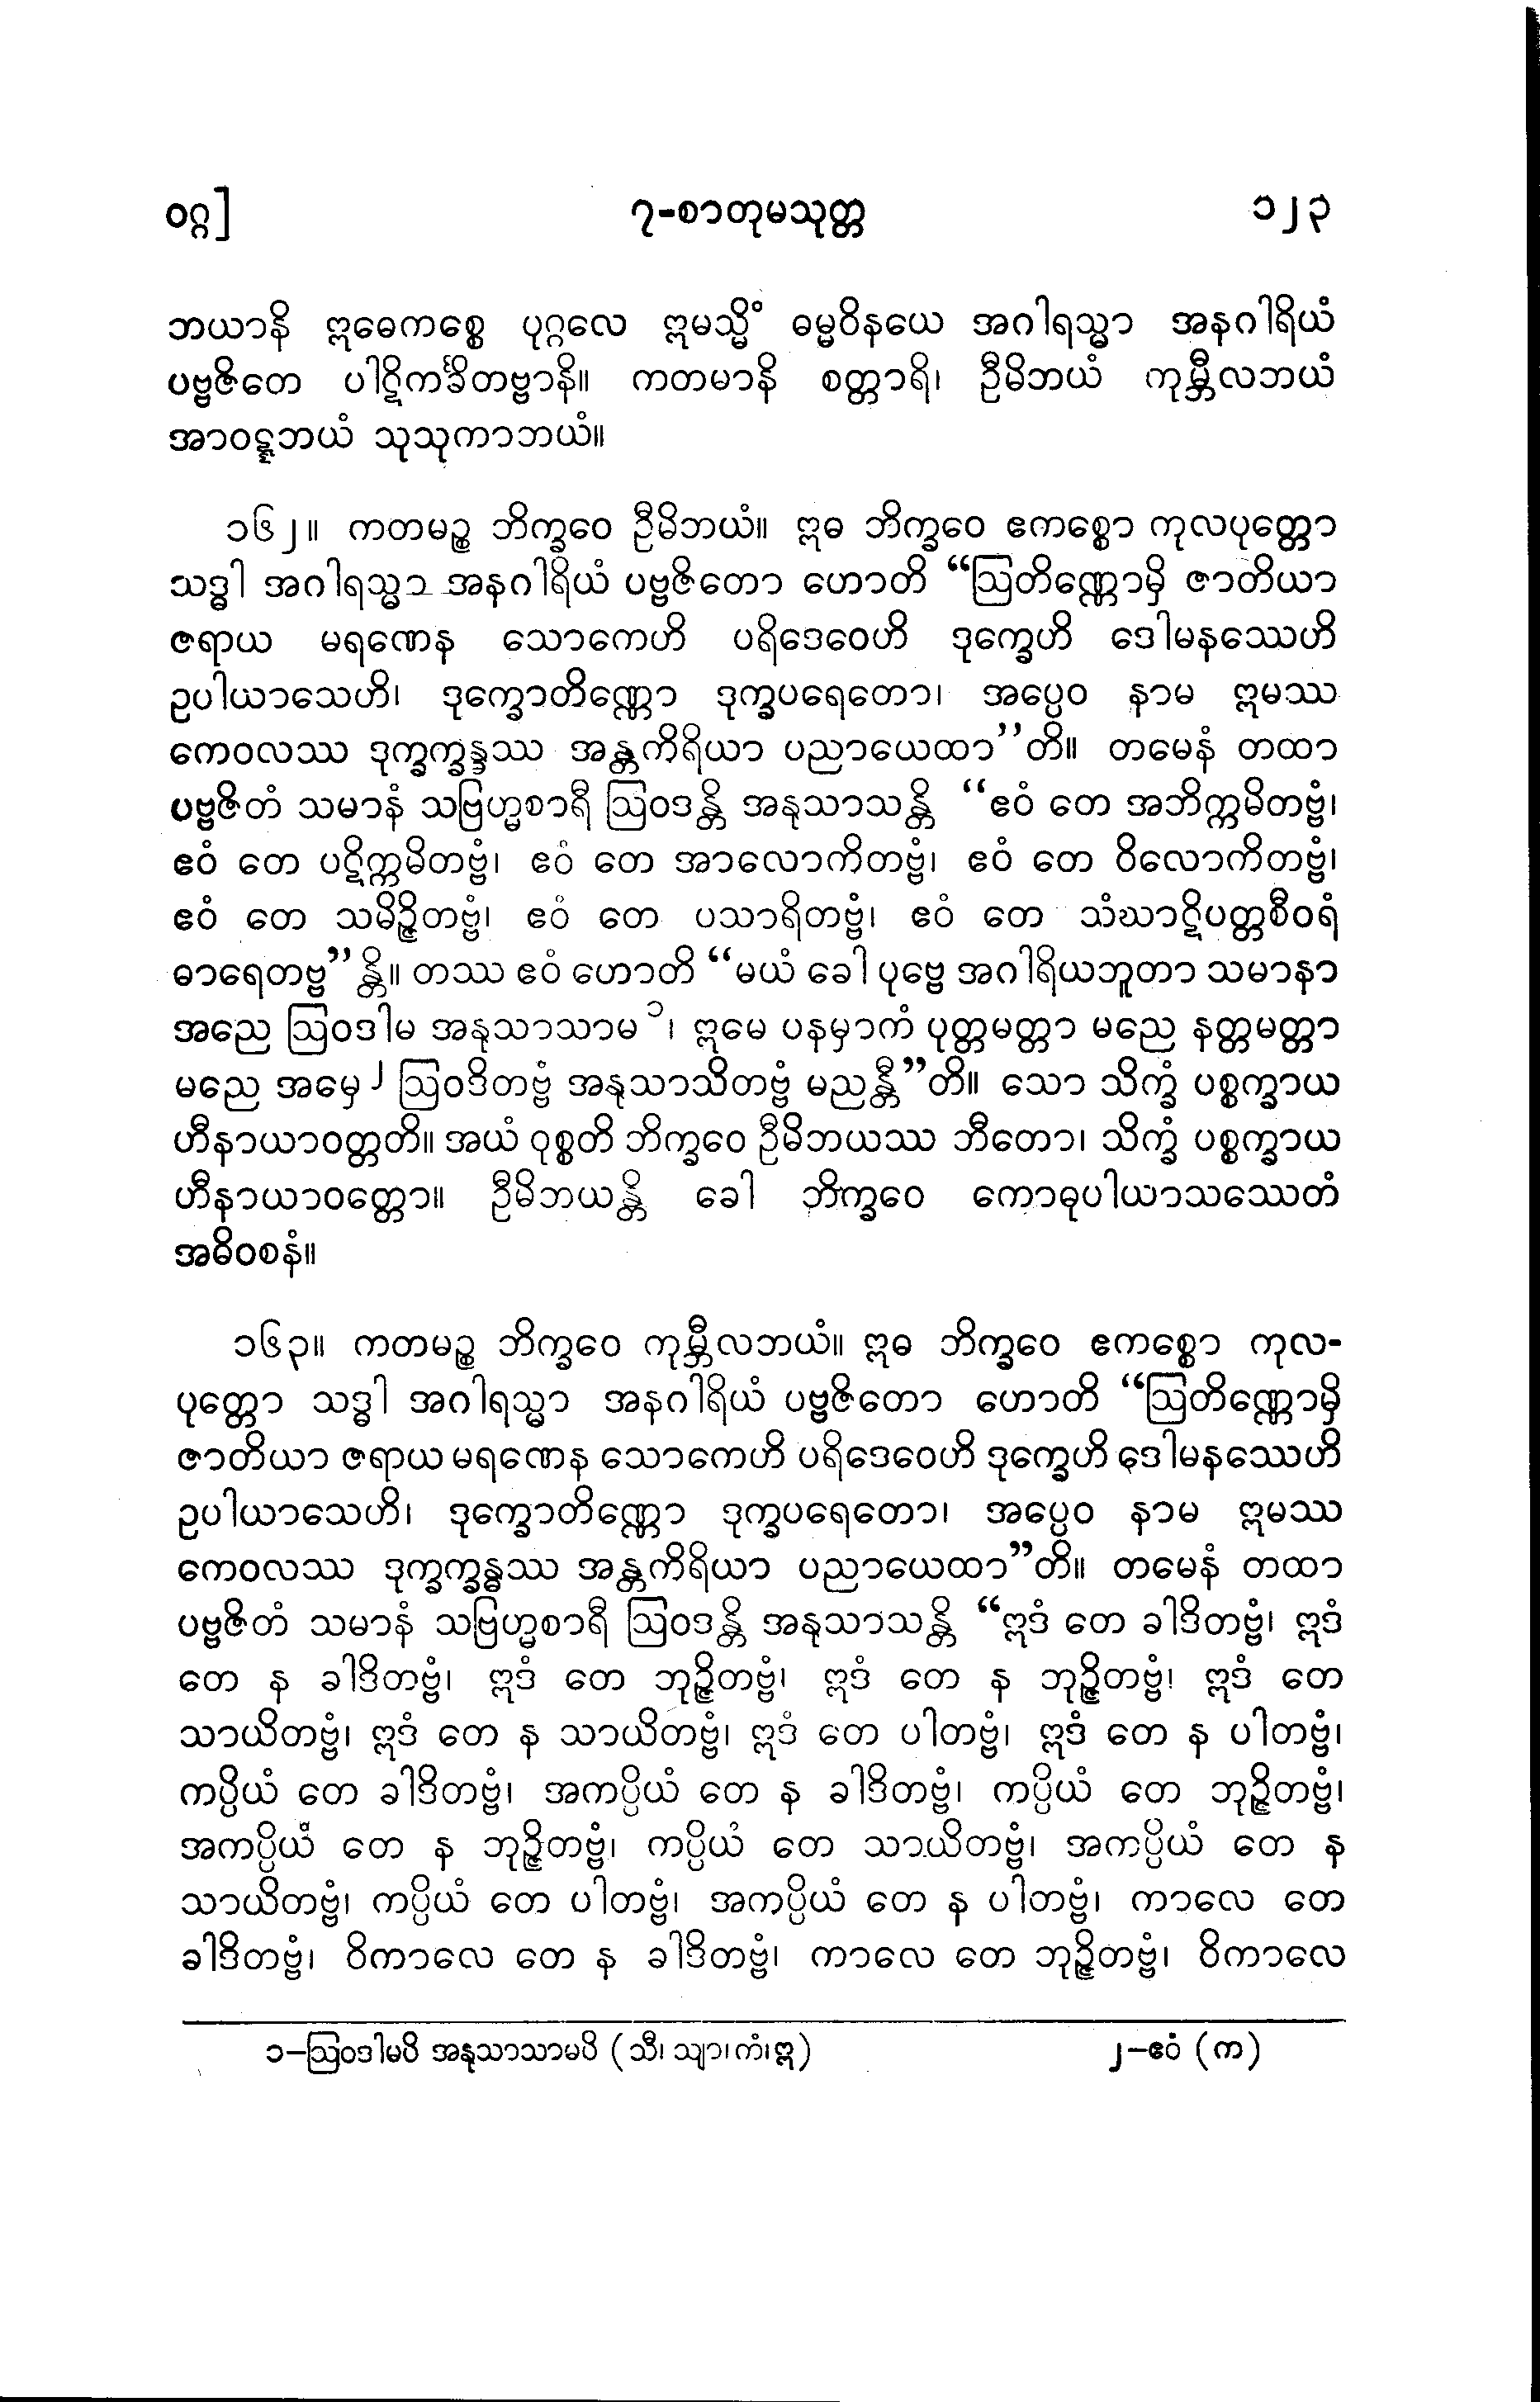 ဝဂ္ဂ] ၇-စာတုမသုတ္တ ၁၂၃
ဘယာနိ ဣဓေကစ္စေ ပုဂ္ဂလေ ဣမသ္မိံ ဓမ္မဝိနယေ အဂါရသ္မာ အနဂါရိယံ
ပဗ္ဗဇိတေ ပါဋိကင်္ခိတဗ္ဗာနိ။ ကတမာနိ စတ္တာရိ၊ ဦမိဘယံ ကုမ္ဘီလဘယံ
အာဝဋ္ဋဘယံ သုသုကာဘယံ။
၁၆၂။ ကတမဉ္စ ဘိက္ခဝေ ဦမိဘယံ။ ဣဓ ဘိက္ခဝေ ဧကစ္စော ကုလပုတ္တော
သဒ္ဓါ အဂါရသ္မာ အနဂါရိယံ ပဗ္ဗဇိတော ဟောတိ “ဩတိဏ္ဏောမှိ ဇာတိယာ
ဇရာယ မရဏေန သောကေဟိ ပရိဒေဝေဟိ ဒုက္ခေဟိ ဒေါမနဿေဟိ
ဥပါယာသေဟိ၊ ဒုက္ခောတိဏ္ဏော ဒုက္ခပရေတော၊ အပ္ပေဝ နာမ ဣမဿ
ကေဝလဿ ဒုက္ခက္ခန္ဓဿ အန္တကိရိယာ ပညာယေထာ”တိ။ တမေနံ တထာ
ပဗ္ဗဇိတံ သမာနံ သဗြဟ္မစာရီ ဩဝဒန္တိ အနုသာသန္တိ “ဧဝံ တေ အဘိက္ကမိတဗ္ဗံ၊
ဧဝံ တေ ပဋိက္ကမိတဗ္ဗံ၊ ဧဝံ တေ အာလောကိတဗ္ဗံ၊ ဧဝံ တေ ဝိလောကိတဗ္ဗံ၊
ဧဝံ တေ သမိဉ္ဇိတဗ္ဗံ၊ ဧဝံ တေ ပသာရိတဗ္ဗံ၊ ဧဝံ တေ သံဃာဋိပတ္တစီဝရံ
ဓာရေတဗ္ဗ”န္တိ။ တဿ ဧဝံ ဟောတိ “မယံ ခေါ ပုဗ္ဗေ အဂါရိယဘူတာ သမာနာ
အညေ ဩဝဒါမ အနုသာသာမ ၁၊ ဣမေ ပနမှာကံ ပုတ္တမတ္တာ မညေ နတ္တမတ္တာ
မညေ အမှေ ၂ ဩဝဒိတဗ္ဗံ အနုသာသိတဗ္ဗံ မညန္တီ”တိ။ သော သိက္ခံ ပစ္စက္ခာယ
ဟီနာယာဝတ္တတိ။ အယံ ဝုစ္စတိ ဘိက္ခဝေ ဦမိဘယဿ ဘီတော၊ သိက္ခံ ပစ္စက္ခာယ
ဟီနာယာဝတ္တော။ ဦမိဘယန္တိ ခေါ ဘိက္ခဝေ ကောဓုပါယာသဿေတံ
အဓိဝစနံ။
၁၆၃။ ကတမဉ္စ ဘိက္ခဝေ ကုမ္ဘီလဘယံ။ ဣဓ ဘိက္ခဝေ ဧကစ္စော ကုလ-
ပုတ္တော သဒ္ဓါ အဂါရသ္မာ အနဂါရိယံ ပဗ္ဗဇိတော ဟောတိ “ဩတိဏ္ဏောမှိ
ဇာတိယာ ဇရာယ မရဏေန သောကေဟိ ပရိဒေဝေဟိ ဒုက္ခေဟိ ဒေါမနဿေဟိ
ဥပါယာသေဟိ၊ ဒုက္ခောတိဏ္ဏော ဒုက္ခပရေတော၊ အပ္ပေဝ နာမ ဣမဿ
ကေဝလဿ ဒုက္ခက္ခန္ဓဿ အန္တကိရိယာ ပညာယေထာ”တိ။ တမေနံ တထာ
ပဗ္ဗဇိတံ သမာနံ သဗြဟ္မစာရီ ဩဝဒန္တိ အနုသာသန္တိ “ဣဒံ တေ ခါဒိတဗ္ဗံ၊ ဣဒံ
တေ န ခါဒိတဗ္ဗံ၊ ဣဒံ တေ ဘုဉ္ဇိတဗ္ဗံ၊ ဣဒံ တေ န ဘုဉ္ဇိတဗ္ဗံ၊ ဣဒံ တေ
သာယိတဗ္ဗံ၊ ဣဒံ တေ န သာယိတဗ္ဗံ၊ ဣဒံ တေ ပါတဗ္ဗံ၊ ဣဒံ တေ န ပါတဗ္ဗံ၊
ကပ္ပိယံ တေ ခါဒိတဗ္ဗံ၊ အကပ္ပိယံ တေ န ခါဒိတဗ္ဗံ၊ ကပ္ပိယံ တေ ဘုဉ္ဇိတဗ္ဗံ၊
အကပ္ပိယံ တေ န ဘုဉ္ဇိတဗ္ဗံ၊ ကပ္ပိယံ တေ သာယိတဗ္ဗံ၊ အကပ္ပိယံ တေ န
သာယိတဗ္ဗံ၊ ကပ္ပိယံ တေ ပါတဗ္ဗံ၊ အကပ္ပိယံ တေ န ပါတဗ္ဗံ၊ ကာလေ တေ
ခါဒိတဗ္ဗံ၊ ဝိကာလေ တေ န ခါဒိတဗ္ဗံ၊ ကာလေ တေ ဘုဉ္ဇိတဗ္ဗံ၊ ဝိကာလေ
၁–ဩဝဒါမပိ အနုသာသာမပိ (သီ၊ သျာ၊ ကံ၊ ဣ) ၂–ဧဝံ (က)